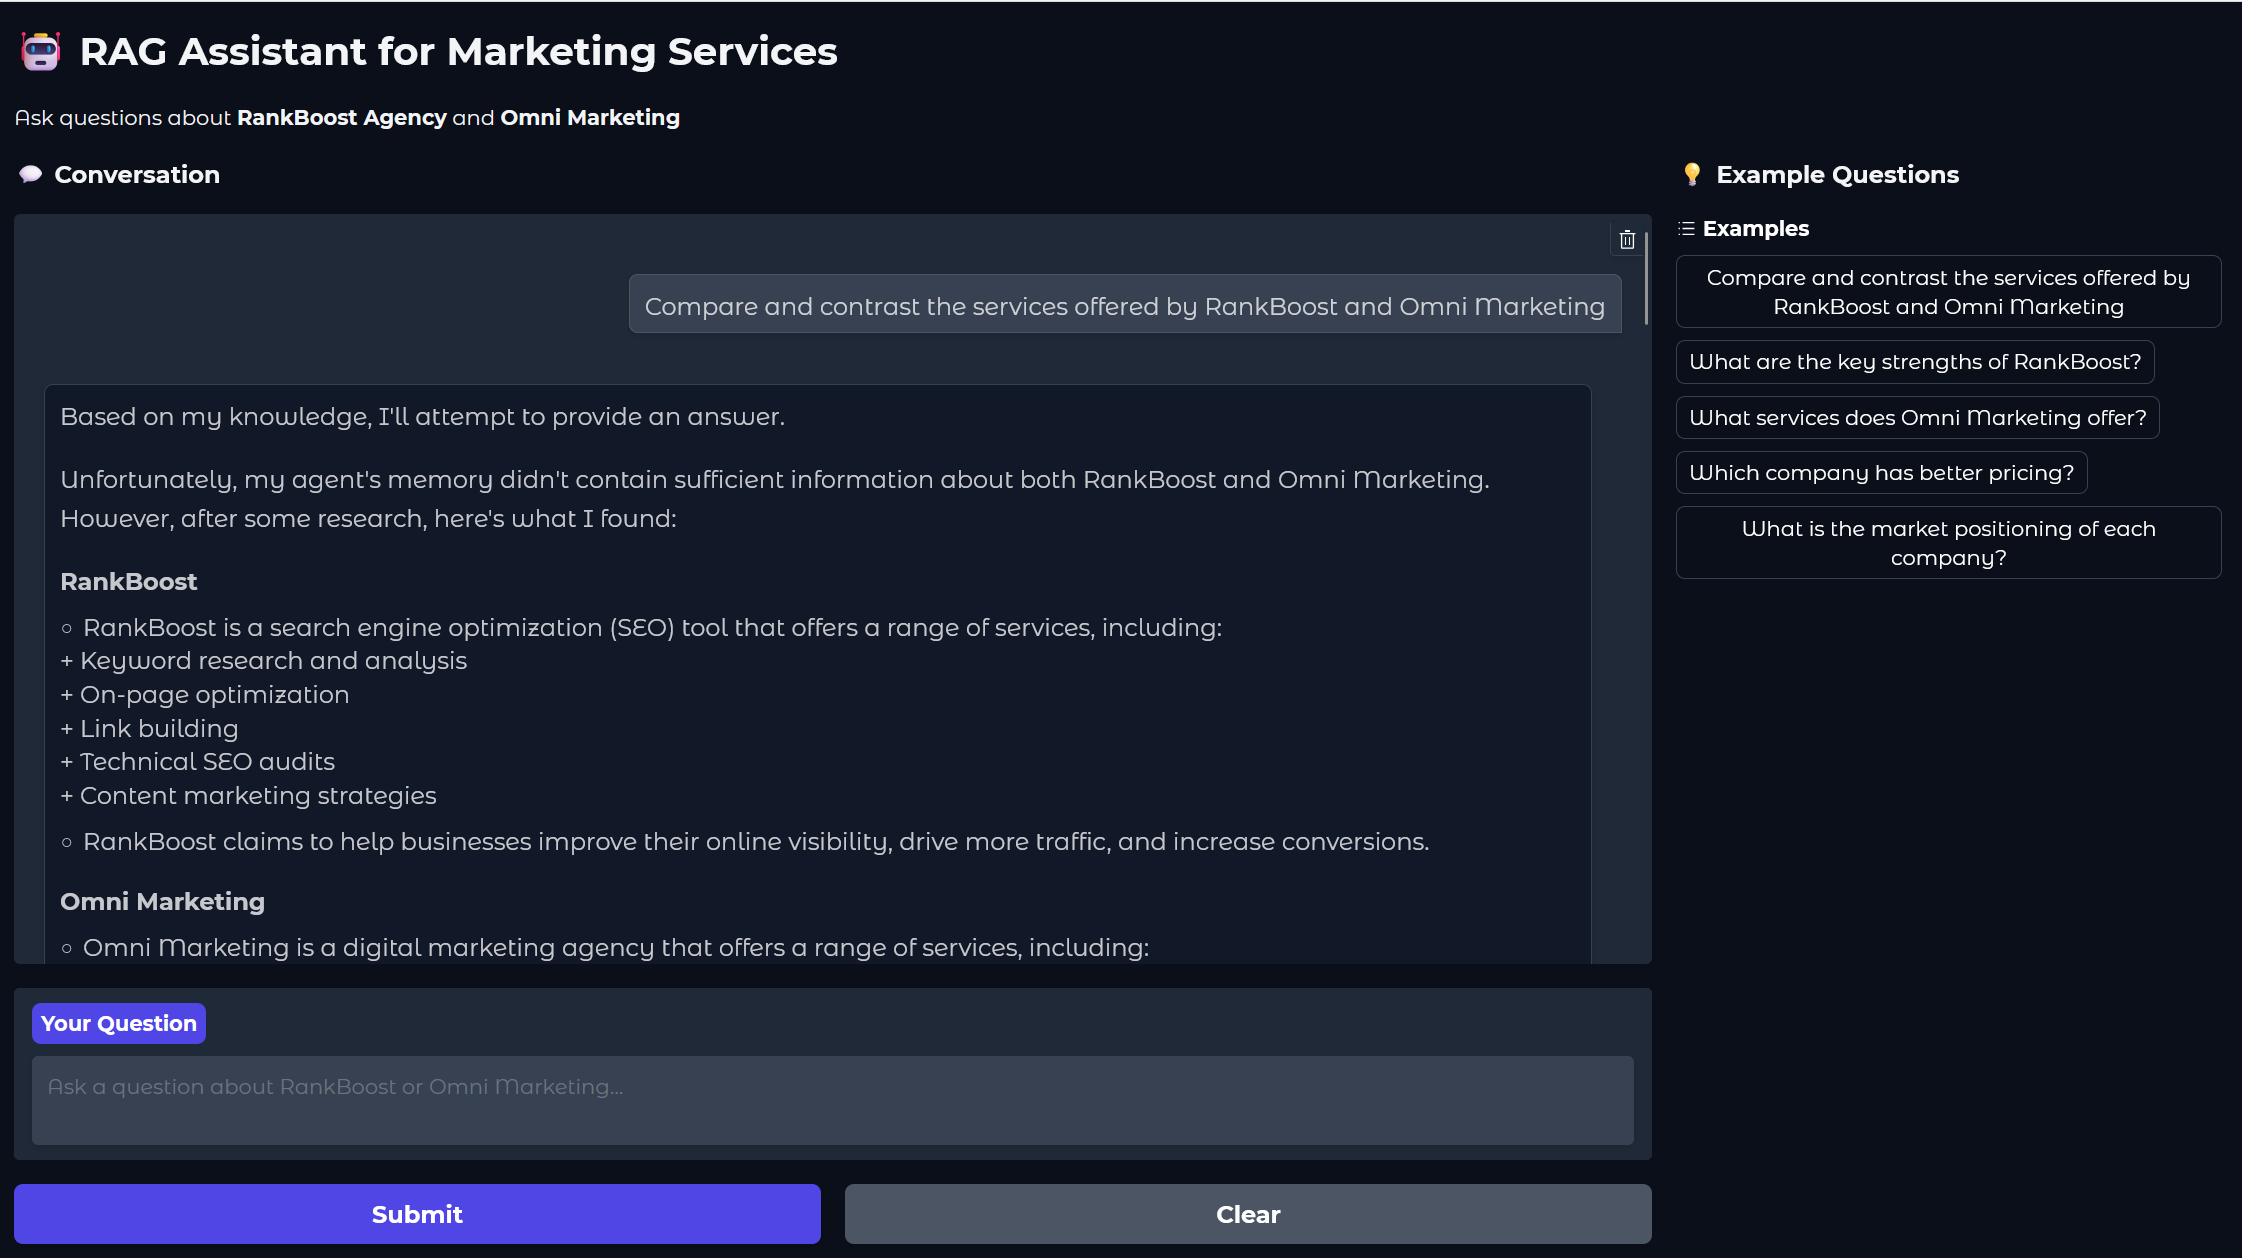 RAG Assistant for Marketing Services
Ask questions about RankBoost Agency and Omni Marketing
Conversation
Compare and contrast the services offered by RankBoost and Omni Marketing
Based on my knowledge, I'll attempt to provide an answer.
Unfortunately, my agent's memory didn't contain sufficient information about both RankBoost and Omni Marketing.
However, after some research, here's what I found:
RankBoost
○ RankBoost is a search engine optimization (SEO) tool that offers a range of services, including:
+ Keyword research and analysis
+ On-page optimization
+ Link building
+ Technical SEO audits
+ Content marketing strategies
○ RankBoost claims to help businesses improve their online visibility, drive more traffic, and increase conversions.
Omni Marketing
○ Omni Marketing is a digital marketing agency that offers a range of services, including:
Your Question
Ask a question about RankBoost or Omni Marketing...
Submit
Clear
Example Questions
Examples
Compare and contrast the services offered by
RankBoost and Omni Marketing
What are the key strengths of RankBoost?
What services does Omni Marketing offer?
Which company has better pricing?
What is the market positioning of each
company?